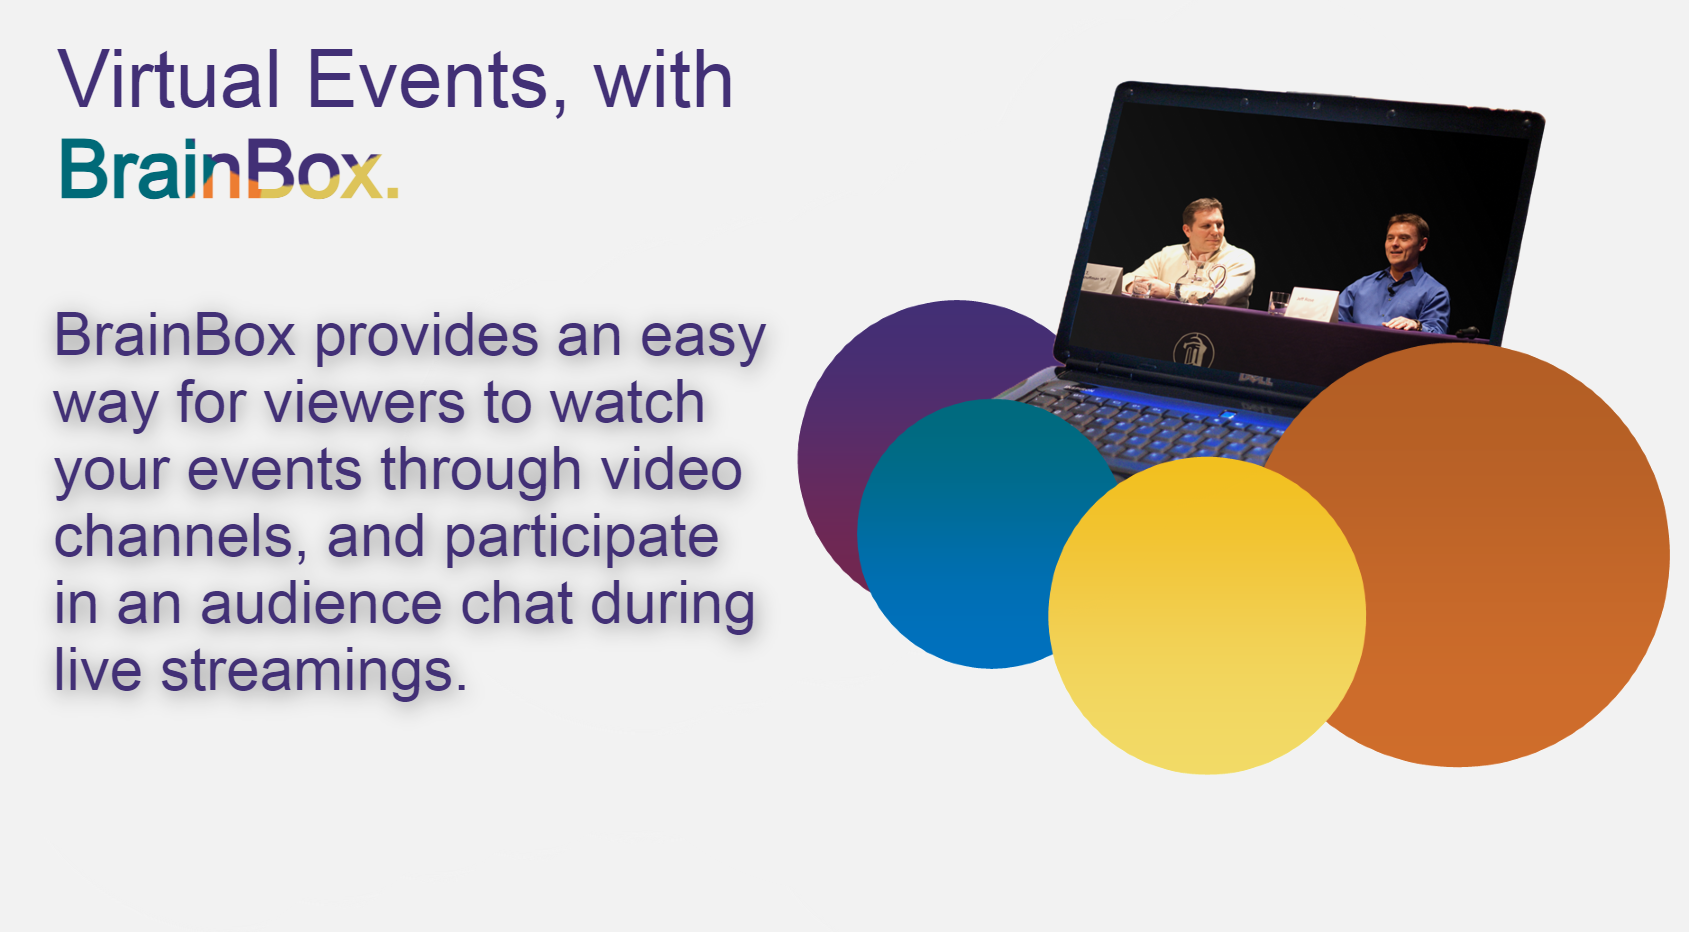 Virtual Events, with
BrainBox.
BrainBox provides an easy
way for viewers to watch
your events through video
channels, and participate
in an audience chat during
live streamings.
DELL